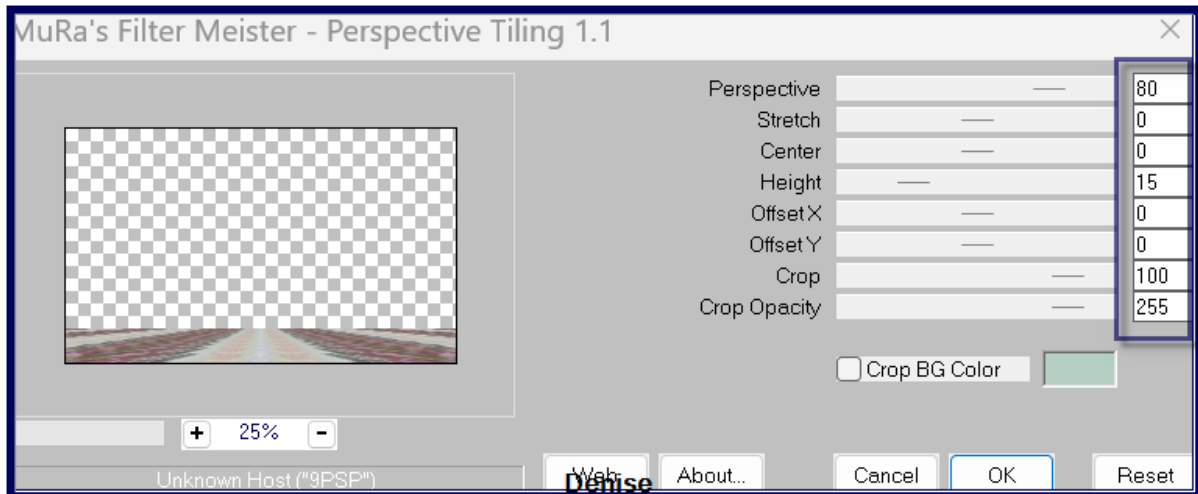 MuRa's Filter Meister - Perspective Tiling 1.1
Perspective 80
Stretch 0
Center 0
Height 15
Offset X 0
Offset Y 0
Crop 100
Crop Opacity 255
Crop BG Color
+ 25% -
Unknown Host ("9PSP")
Web Denise About... Cancel OK Reset